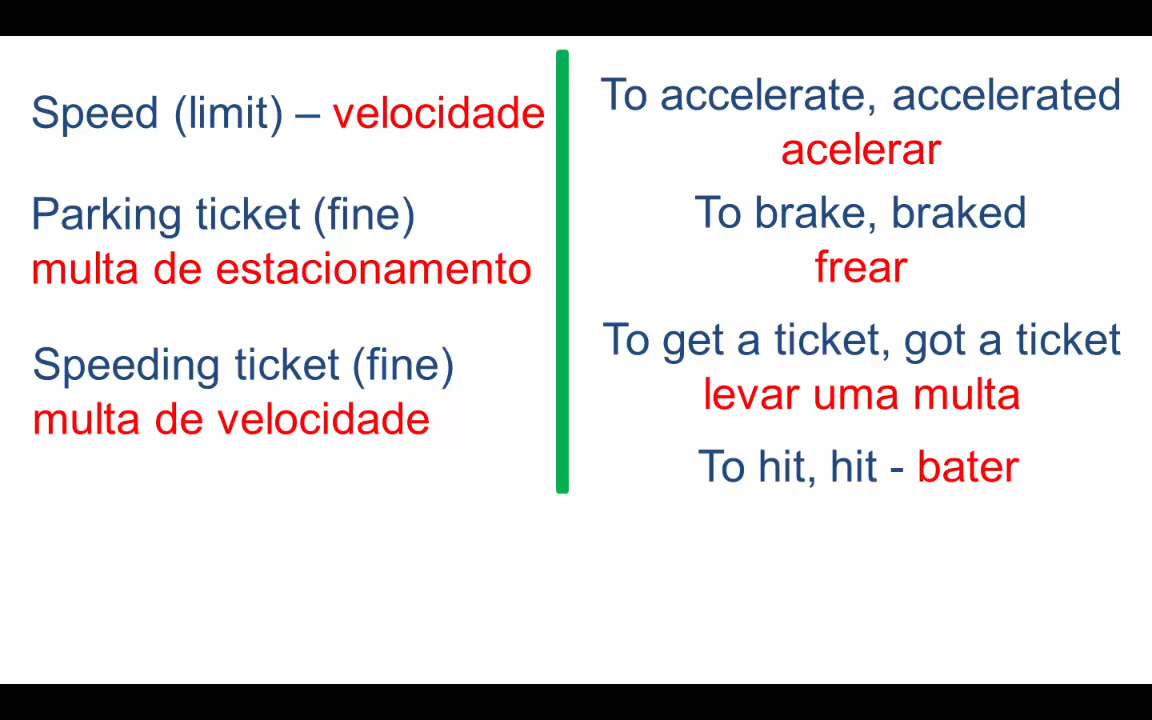 Speed (limit) – velocidade
Parking ticket (fine)
multa de estacionamento
Speeding ticket (fine)
multa de velocidade
To accelerate, accelerated
acelerar
To brake, braked
frear
To get a ticket, got a ticket
levar uma multa
To hit, hit - bater